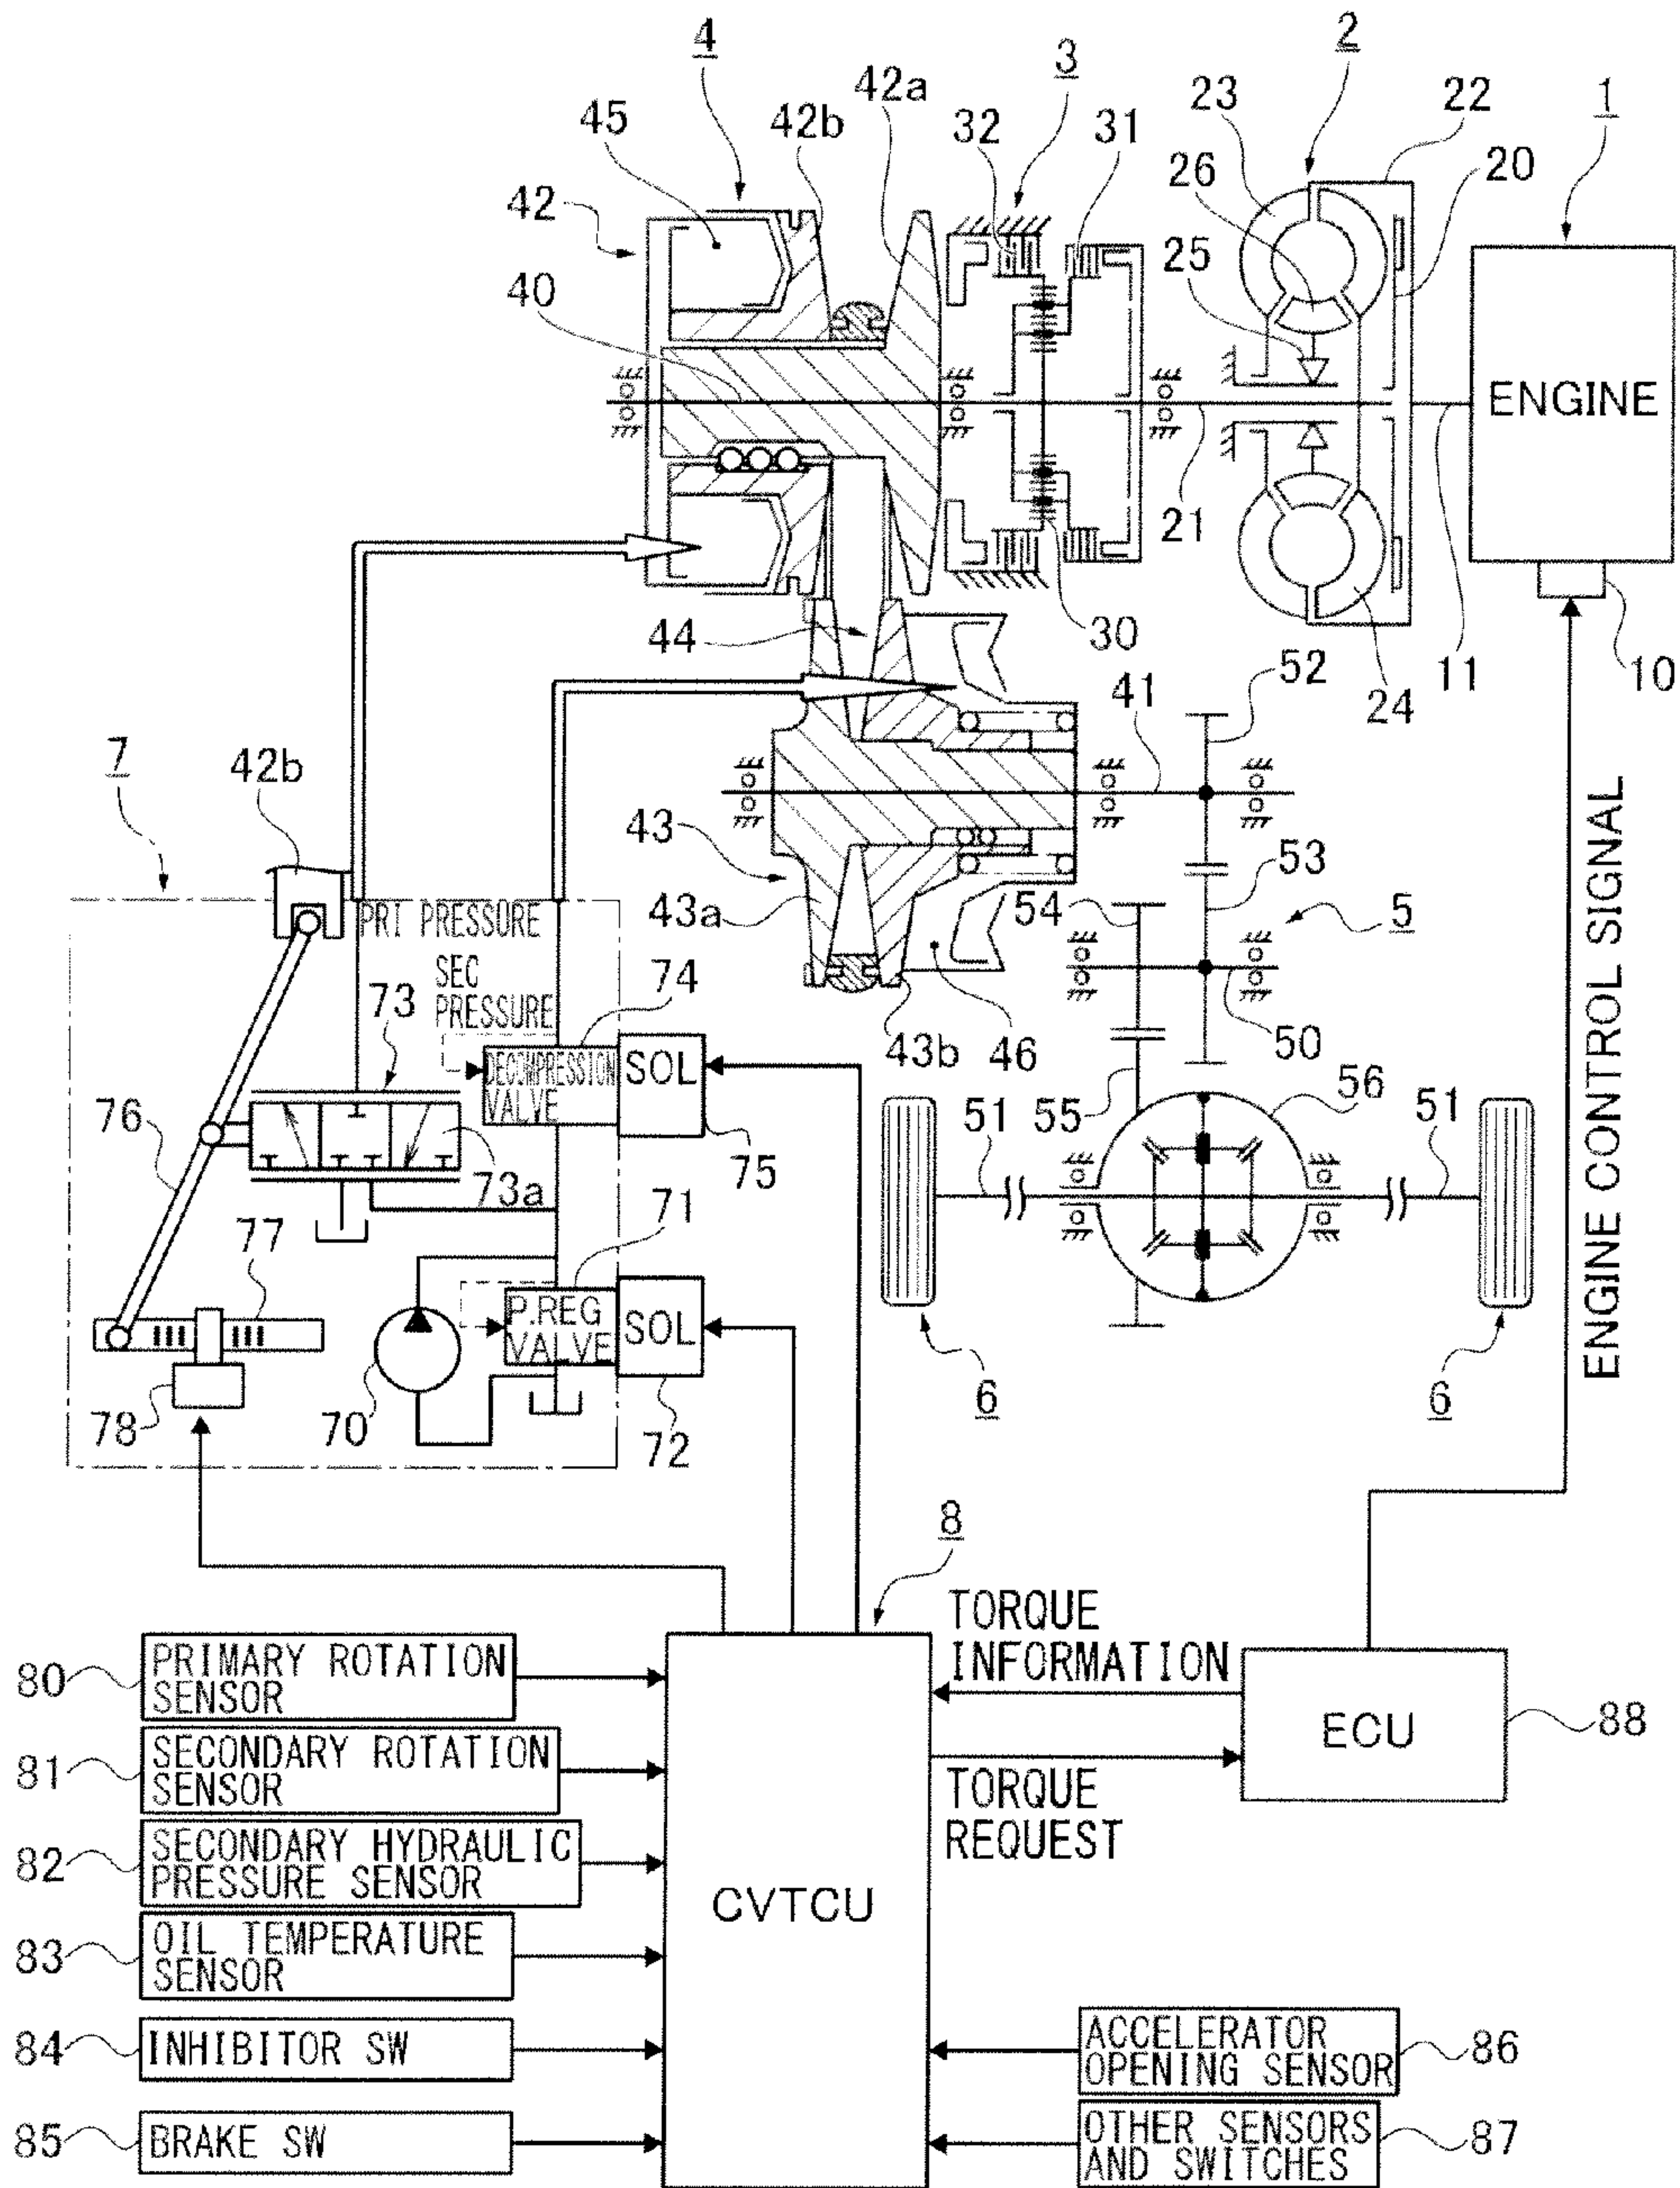 4
3
2
1
42a
42b
45
42
40
32
31
23
26
25
22
20
ENGINE
21
30
24
11
10
44
52
41
7
42b
43
43a
53
54
5
PRI PRESSURE
SEC
PRESSURE
74
73
DECOMPRESSION
VALVE
SOL
75
43b
46
50
76
73a
55
56
51
51
77
71
P.REG
VALVE
SOL
78
70
72
6
6
ENGINE CONTROL SIGNAL
8
TORQUE
INFORMATION
80
PRIMARY ROTATION
SENSOR
81
SECONDARY ROTATION
SENSOR
82
SECONDARY HYDRAULIC
PRESSURE SENSOR
83
OIL TEMPERATURE
SENSOR
84
INHIBITOR SW
85
BRAKE SW
CVTCU
ECU
88
TORQUE
REQUEST
ACCELERATOR
OPENING SENSOR
86
OTHER SENSORS
AND SWITCHES
87